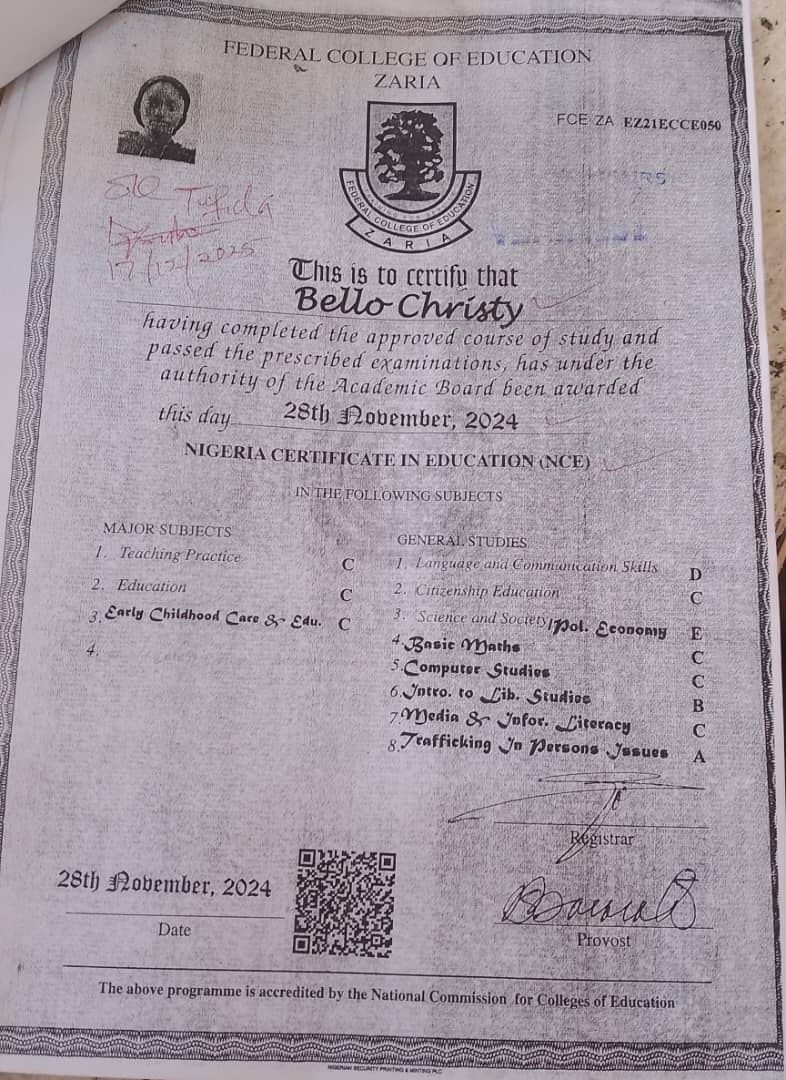 FEDERAL COLLEGE OF EDUCATION
ZARIA
FCE ZA EZ21ECCE050
FEDERAL COLLEGE OF EDUCATION
ZARIA
17/12/2025
This is to certify that
Bello Christy
having completed the approved course of study and
passed the prescribed examinations, has under the
authority of the Academic Board been awarded
this day 28th November, 2024
NIGERIA CERTIFICATE IN EDUCATION (NCE)
IN THE FOLLOWING SUBJECTS
MAJOR SUBJECTS
1. Teaching Practice C
2. Education C
3. Early Childhood Care & Edu. C
4.
GENERAL STUDIES
1. Language and Communication Skills D
2. Citizenship Education C
3. Science and Society/Pol. Economy E
4. Basic Maths C
5. Computer Studies C
6. Intro. to Lib. Studies B
7. Media & Infor. Literacy C
8. Trafficking In Persons Issues A
Registrar
28th November, 2024
Date
Provost
The above programme is accredited by the National Commission for Colleges of Education
NIGERIAN SECURITY PRINTING & MINTING PLC